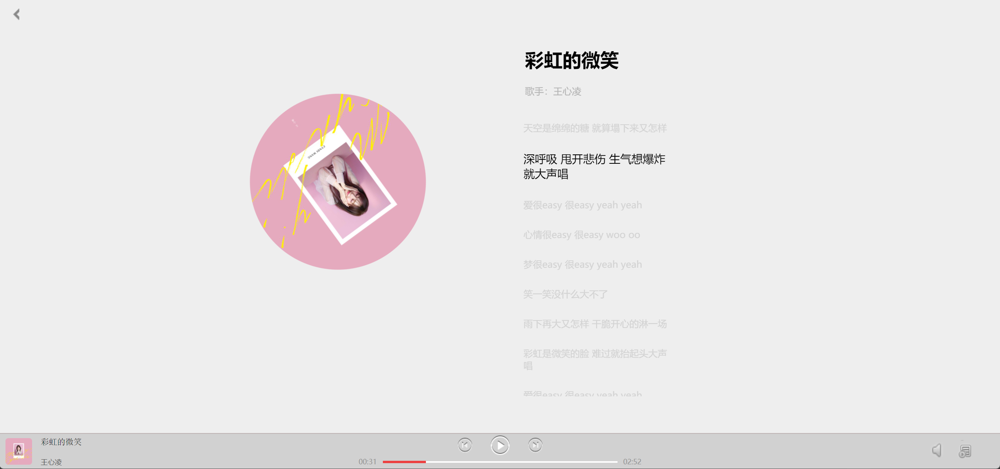 彩虹的微笑
歌手：王心凌
天空是绵绵的糖 就算塌下来又怎样
深呼吸 甩开悲伤 生气想爆炸
就大声唱
爱很easy 很easy yeah yeah
心情很easy 很easy woo oo
梦很easy 很easy yeah yeah
笑一笑没什么大不了
雨下再大又怎样 干脆开心的淋一场
彩虹是微笑的脸 难过就抬起头大声
唱
爱很easy 很easy yeah yeah
CYNDI WANG
彩虹的微笑
王心凌
00:31
02:52